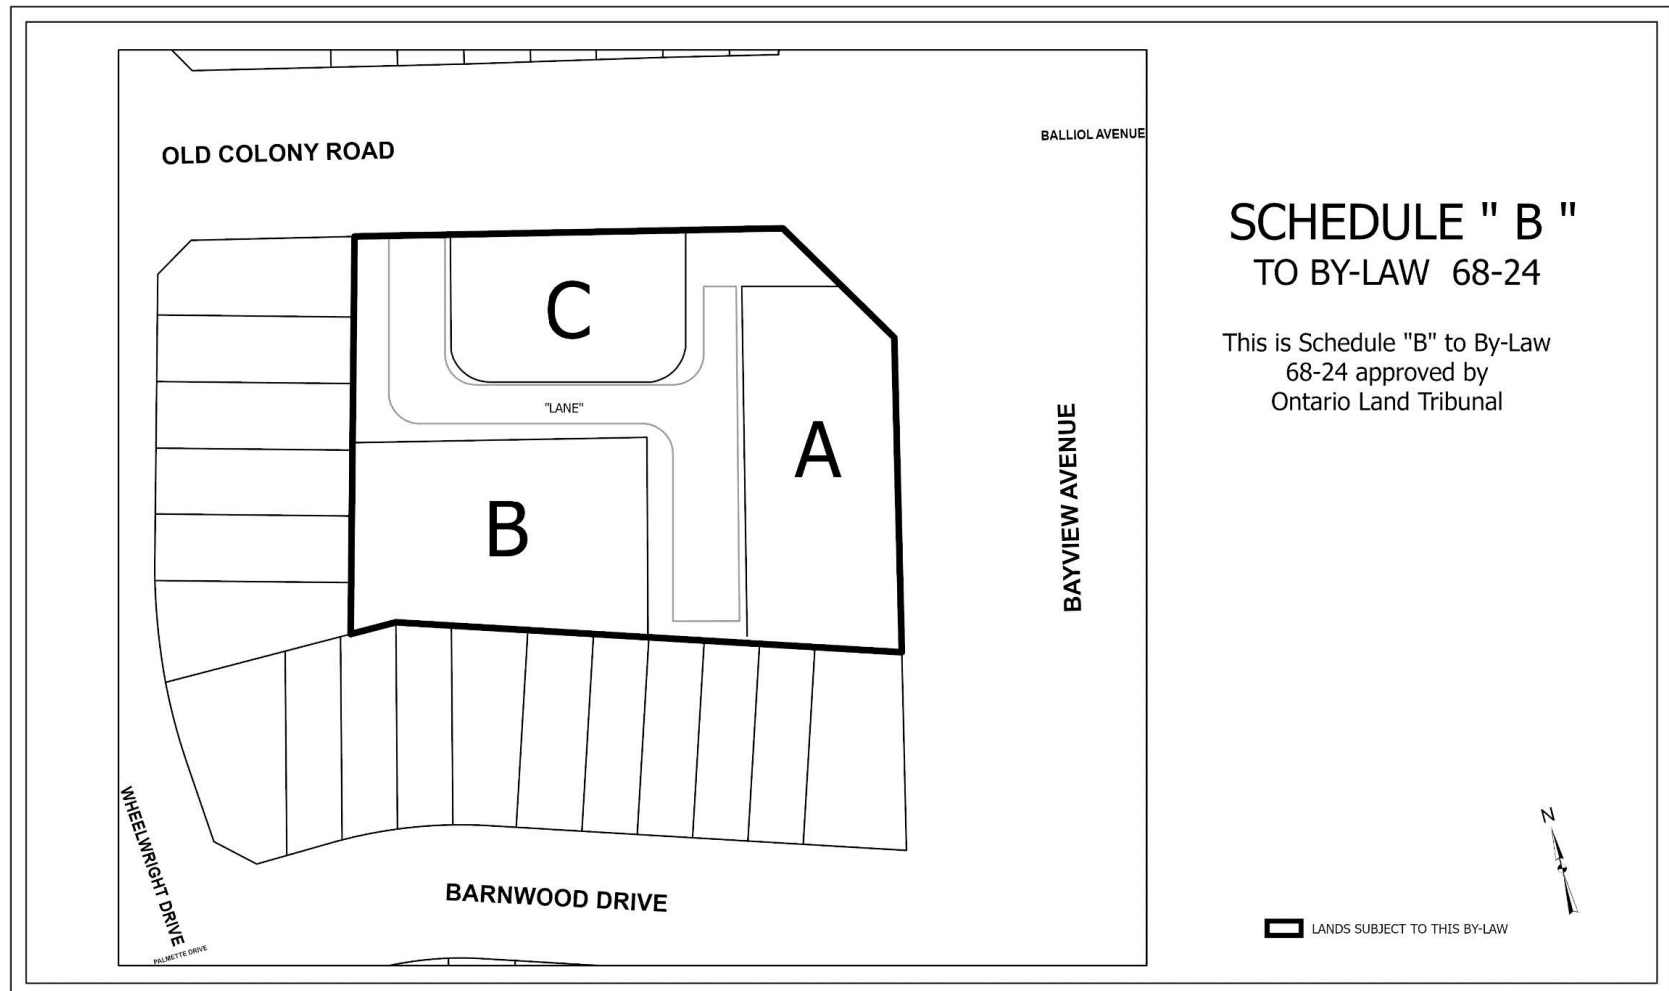 OLD COLONY ROAD
BALLIOL AVENUE
SCHEDULE " B "
TO BY-LAW 68-24
This is Schedule "B" to By-Law
68-24 approved by
Ontario Land Tribunal
C
"LANE"
A
B
BAYVIEW AVENUE
WHEELWRIGHT DRIVE
BARNWOOD DRIVE
PALMETTE DRIVE
N
LANDS SUBJECT TO THIS BY-LAW